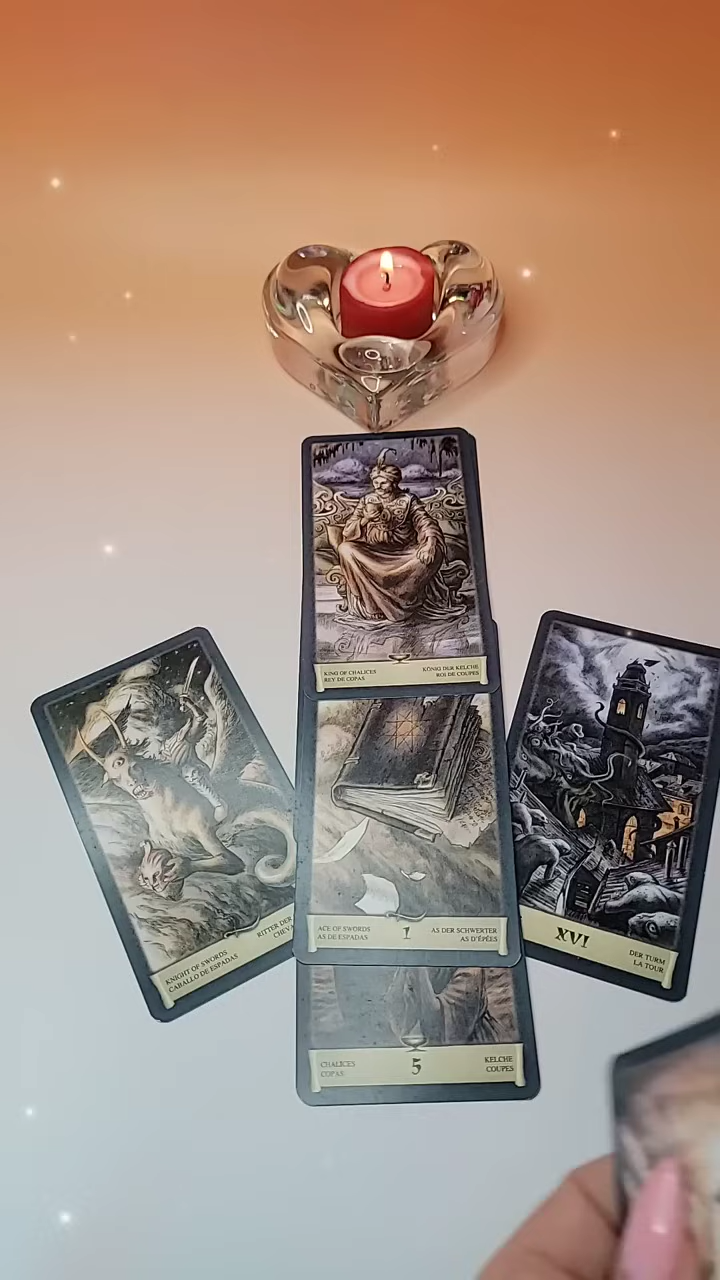 KING OF CHALICES
REY DE COPAS
KÖNIG DER KELCHE
ROI DE COUPES
KNIGHT OF SWORDS
CABALLO DE ESPADAS
RITTER DER
ACE OF SWORDS
AS DE ESPADAS
1
AS DER SCHWERTER
AS D'ÉPÉES
XVI
DER TURM
LA TOUR
CHALICES
COPAS
5
KELCHE
COUPES